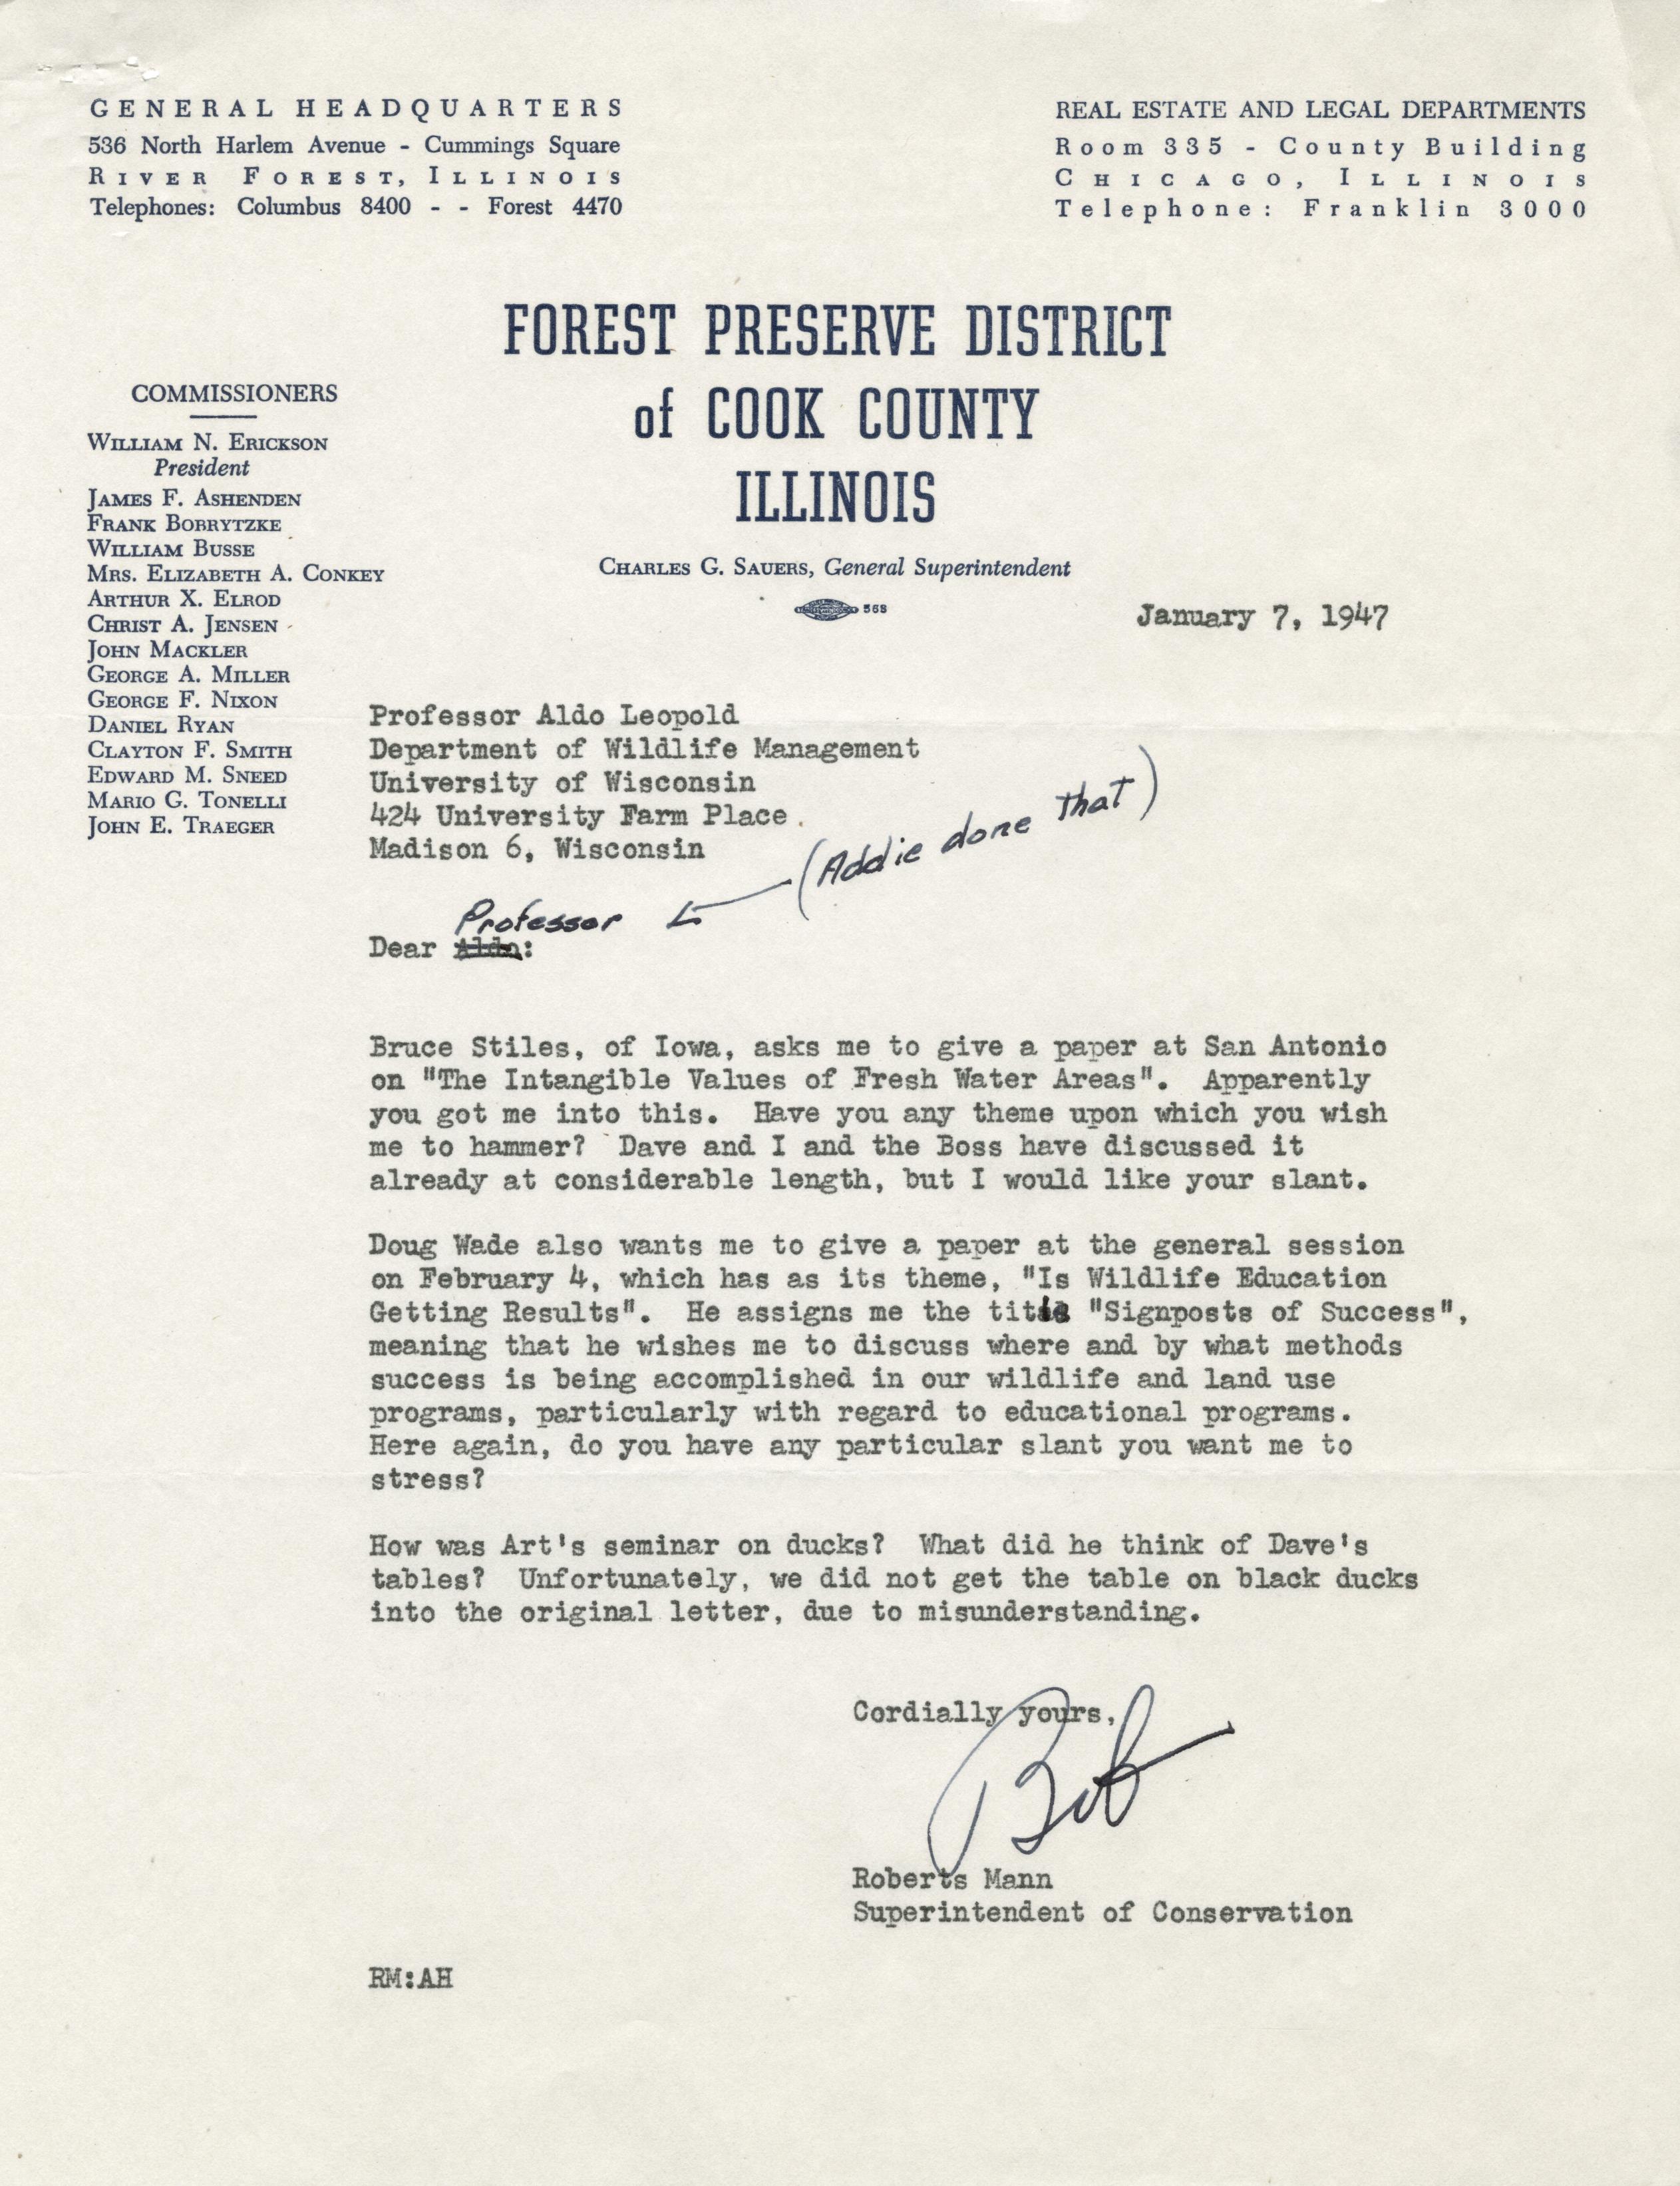 GENERAL HEADQUARTERS
536 North Harlem Avenue - Cummings Square
RIVER FOREST, ILLINOIS
Telephones: Columbus 8400 - - Forest 4470
REAL ESTATE AND LEGAL DEPARTMENTS
Room 335 - County Building
CHICAGO, ILLINOIS
Telephone: Franklin 3000
FOREST PRESERVE DISTRICT
of COOK COUNTY
ILLINOIS
CHARLES G. SAUERS, General Superintendent
568
COMMISSIONERS
WILLIAM N. ERICKSON
President
JAMES F. ASHENDEN
FRANK BOBRYTZKE
WILLIAM BUSSE
MRS. ELIZABETH A. CONKEY
ARTHUR X. ELROD
CHRIST A. JENSEN
JOHN MACKLER
GEORGE A. MILLER
GEORGE F. NIXON
DANIEL RYAN
CLAYTON F. SMITH
EDWARD M. SNEED
MARIO G. TONELLI
JOHN E. TRAEGER
January 7, 1947
Professor Aldo Leopold
Department of Wildlife Management
University of Wisconsin
424 University Farm Place
Madison 6, Wisconsin
(Addie done that)
Professor
Dear Aldo:
Bruce Stiles, of Iowa, asks me to give a paper at San Antonio
on "The Intangible Values of Fresh Water Areas". Apparently
you got me into this. Have you any theme upon which you wish
me to hammer? Dave and I and the Boss have discussed it
already at considerable length, but I would like your slant.
Doug Wade also wants me to give a paper at the general session
on February 4, which has as its theme, "Is Wildlife Education
Getting Results". He assigns me the title "Signposts of Success",
meaning that he wishes me to discuss where and by what methods
success is being accomplished in our wildlife and land use
programs, particularly with regard to educational programs.
Here again, do you have any particular slant you want me to
stress?
How was Art's seminar on ducks? What did he think of Dave's
tables? Unfortunately, we did not get the table on black ducks
into the original letter, due to misunderstanding.
Cordially yours,
Bob
Roberts Mann
Superintendent of Conservation
RM:AH